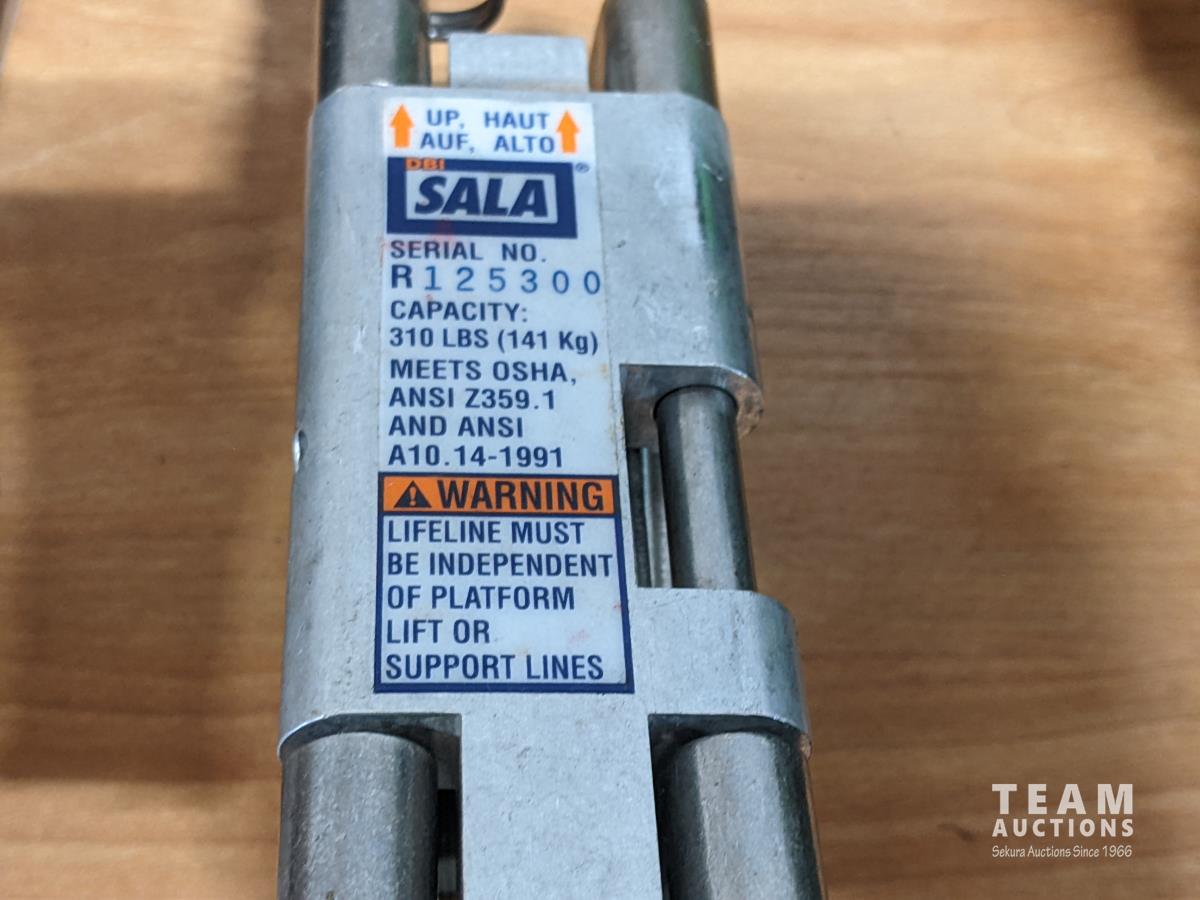 UP, HAUT
AUF, ALTO
DBI
SALA®
SERIAL NO.
R125300
CAPACITY:
310 LBS (141 Kg)
MEETS OSHA,
ANSI Z359.1
AND ANSI
A10.14-1991
WARNING
LIFELINE MUST
BE INDEPENDENT
OF PLATFORM
LIFT OR
SUPPORT LINES
TEAM
AUCTIONS
Sekura Auctions Since 1966